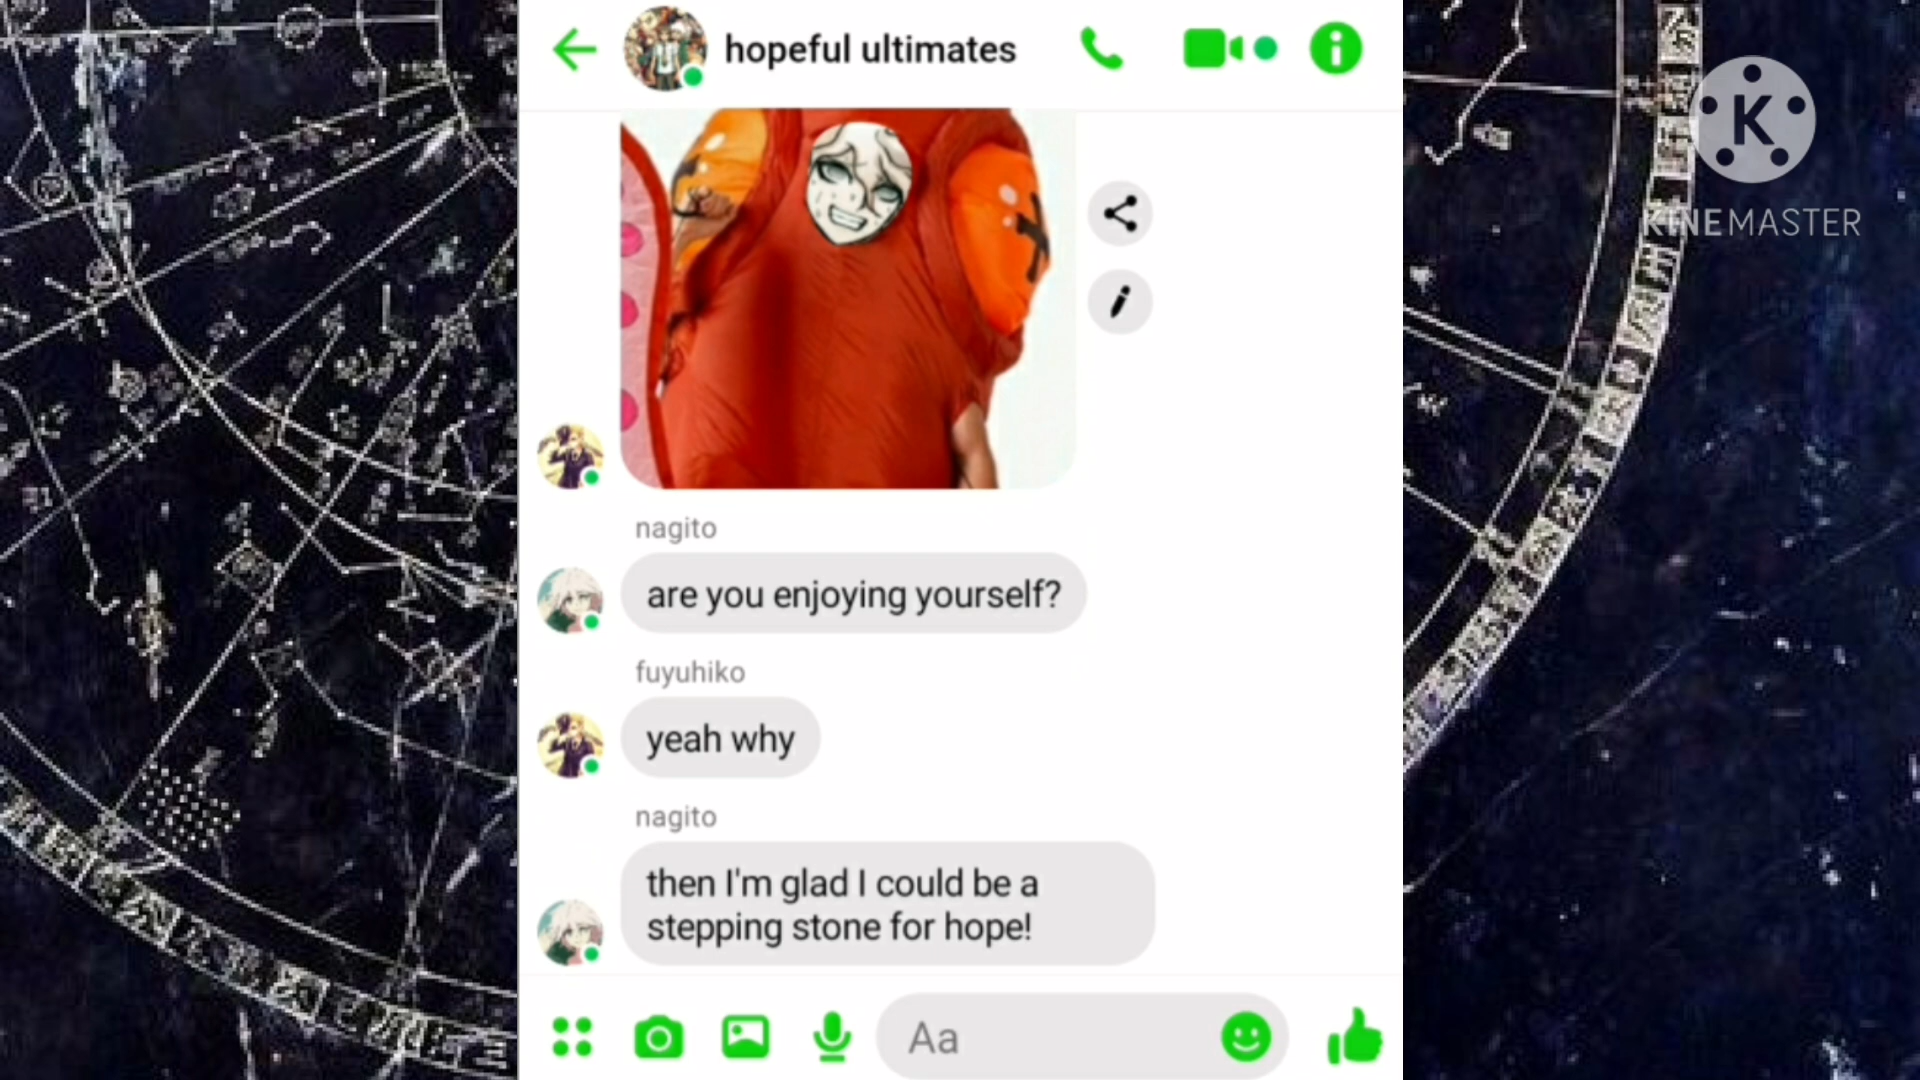 hopeful ultimates
K
KINEMASTER
nagito
are you enjoying yourself?
fuyuhiko
yeah why
nagito
then I'm glad I could be a
stepping stone for hope!
Aa